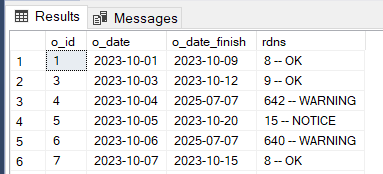 Results Messages
o_id o_date o_date_finish rdns
1 1 2023-10-01 2023-10-09 8 -- OK
2 3 2023-10-03 2023-10-12 9 -- OK
3 4 2023-10-04 2025-07-07 642 -- WARNING
4 5 2023-10-05 2023-10-20 15 -- NOTICE
5 6 2023-10-06 2025-07-07 640 -- WARNING
6 7 2023-10-07 2023-10-15 8 -- OK